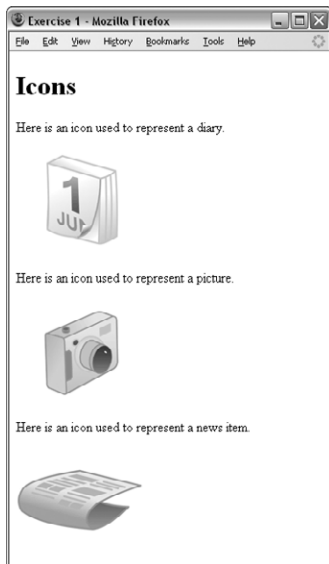 Exercise 1 - Mozilla Firefox
File Edit View History Bookmarks Tools Help
Icons
Here is an icon used to represent a diary.
1
JUN
Here is an icon used to represent a picture.
Here is an icon used to represent a news item.